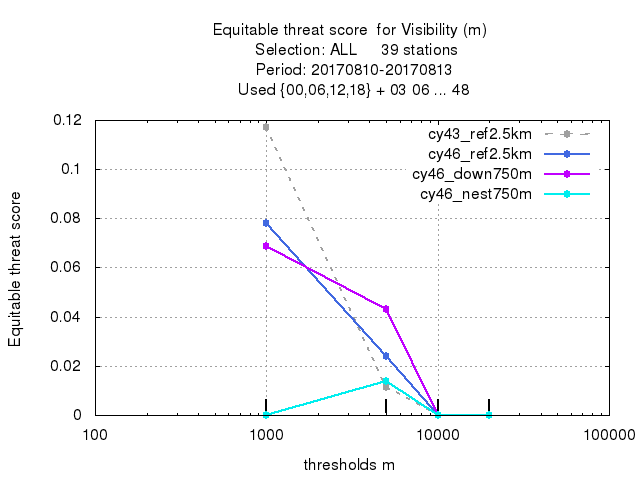 Equitable threat score  for Visibility (m)
Selection: ALL     39 stations
Period: 20170810-20170813
Used {00,06,12,18} + 03 06 ... 48
cy43_ref2.5km
cy46_ref2.5km
cy46_down750m
cy46_nest750m
Equitable threat score
0.12
0.1
0.08
0.06
0.04
0.02
0
100 1000 10000 100000
thresholds m